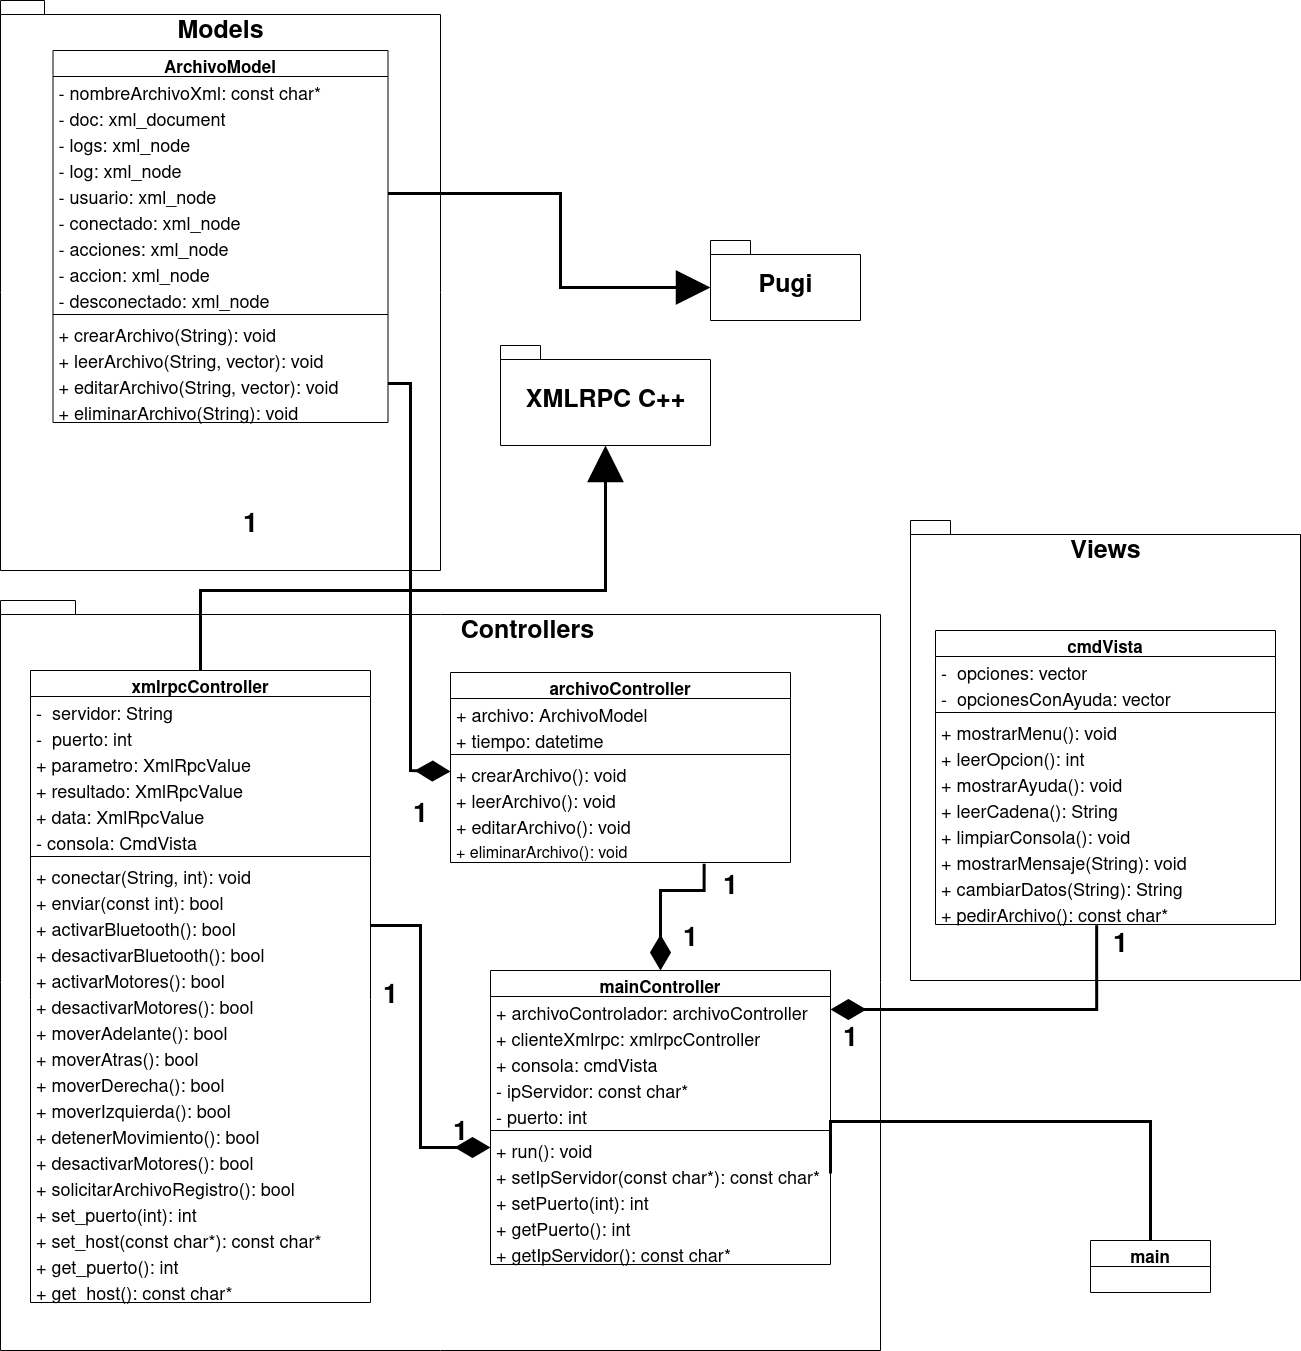 Models
ArchivoModel
- nombreArchivoXml: const char*
- doc: xml_document
- logs: xml_node
- log: xml_node
- usuario: xml_node
- conectado: xml_node
- acciones: xml_node
- accion: xml_node
- desconectado: xml_node
+ crearArchivo(String): void
+ leerArchivo(String, vector): void
+ editarArchivo(String, vector): void
+ eliminarArchivo(String): void
1
Pugi
XMLRPC C++
Views
cmdVista
- opciones: vector
- opcionesConAyuda: vector
+ mostrarMenu(): void
+ leerOpcion(): int
+ mostrarAyuda(): void
+ leerCadena(): String
+ limpiarConsola(): void
+ mostrarMensaje(String): void
+ cambiarDatos(String): String
+ pedirArchivo(): const char*
1
Controllers
xmlrpcController
- servidor: String
- puerto: int
+ parametro: XmlRpcValue
+ resultado: XmlRpcValue
+ data: XmlRpcValue
- consola: CmdVista
+ conectar(String, int): void
+ enviar(const int): bool
+ activarBluetooth(): bool
+ desactivarBluetooth(): bool
+ activarMotores(): bool
+ desactivarMotores(): bool
+ moverAdelante(): bool
+ moverAtras(): bool
+ moverDerecha(): bool
+ moverIzquierda(): bool
+ detenerMovimiento(): bool
+ desactivarMotores(): bool
+ solicitarArchivoRegistro(): bool
+ set_puerto(int): int
+ set_host(const char*): const char*
+ get_puerto(): int
+ get_host(): const char*
1
1
archivoController
+ archivo: ArchivoModel
+ tiempo: datetime
+ crearArchivo(): void
+ leerArchivo(): void
+ editarArchivo(): void
+ eliminarArchivo(): void
1
1
1
mainController
+ archivoControlador: archivoController
+ clienteXmlrpc: xmlrpcController
+ consola: cmdVista
- ipServidor: const char*
- puerto: int
+ run(): void
+ setIpServidor(const char*): const char*
+ setPuerto(int): int
+ getPuerto(): int
+ getIpServidor(): const char*
1
main